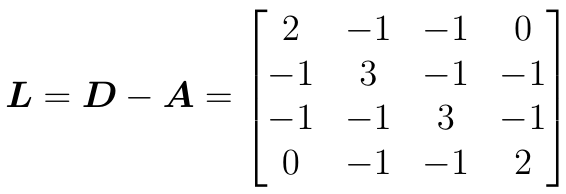 L = D − A = [2 −1 −1 0
−1 3 −1 −1
−1 −1 3 −1
0 −1 −1 2]